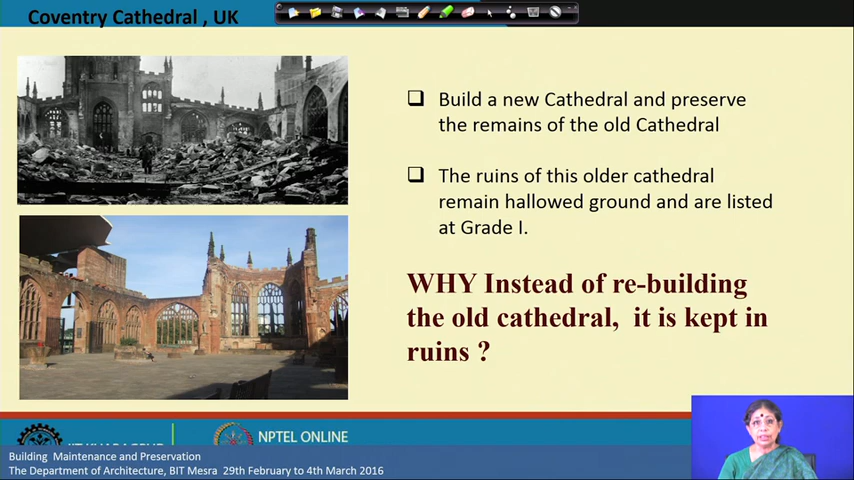 Coventry Cathedral , UK
Build a new Cathedral and preserve
the remains of the old Cathedral
The ruins of this older cathedral
remain hallowed ground and are listed
at Grade I.
WHY Instead of re-building
the old cathedral, it is kept in
ruins ?
NPTEL ONLINE
Building Maintenance and Preservation
The Department of Architecture, BIT Mesra 29th February to 4th March 2016